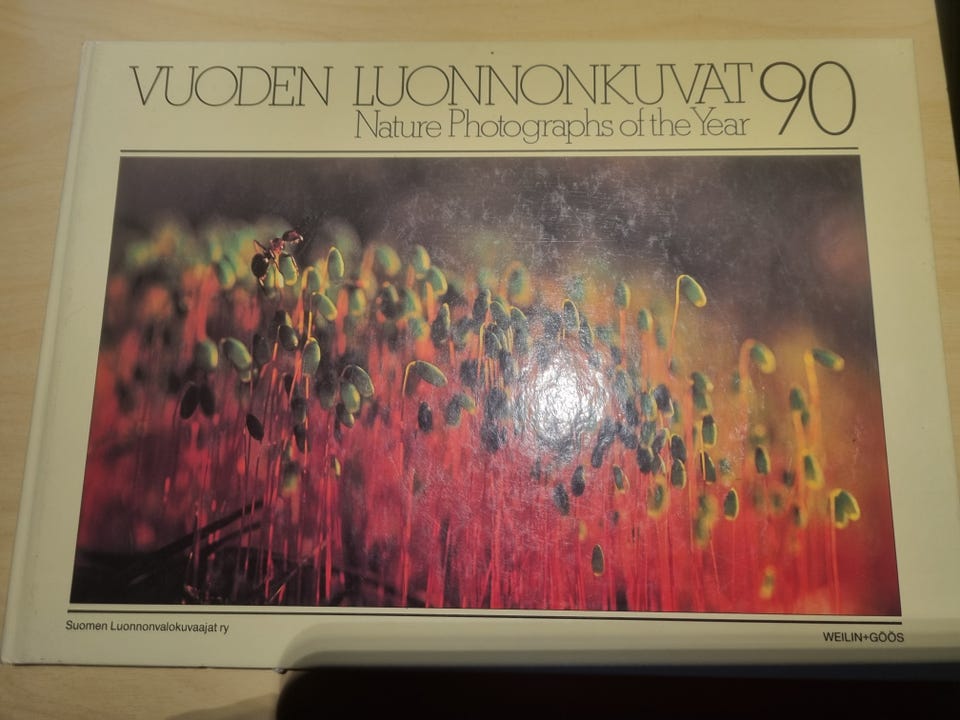 VUODEN LUONNONKUVAT 90
Nature Photographs of the Year
Suomen Luonnonvalokuvaajat ry
WEILIN+GÖÖS